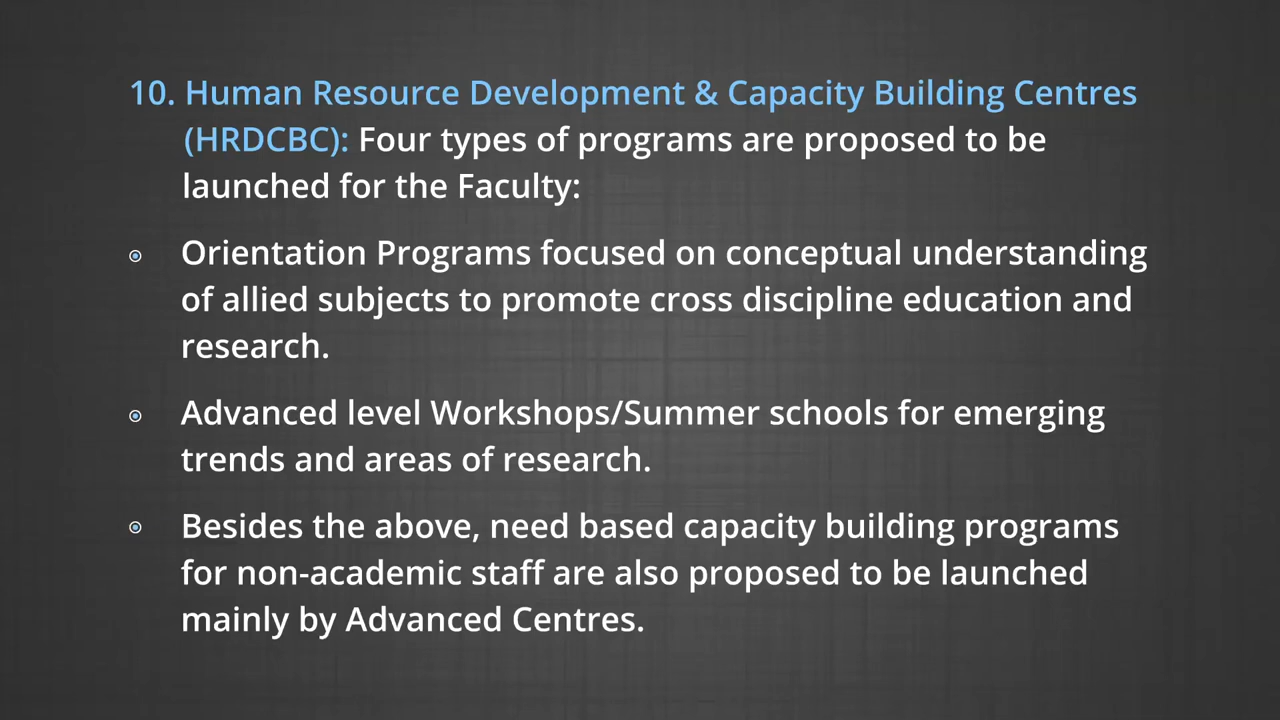 10. Human Resource Development & Capacity Building Centres
(HRDCBC): Four types of programs are proposed to be
launched for the Faculty:
Orientation Programs focused on conceptual understanding
of allied subjects to promote cross discipline education and
research.
Advanced level Workshops/Summer schools for emerging
trends and areas of research.
Besides the above, need based capacity building programs
for non-academic staff are also proposed to be launched
mainly by Advanced Centres.